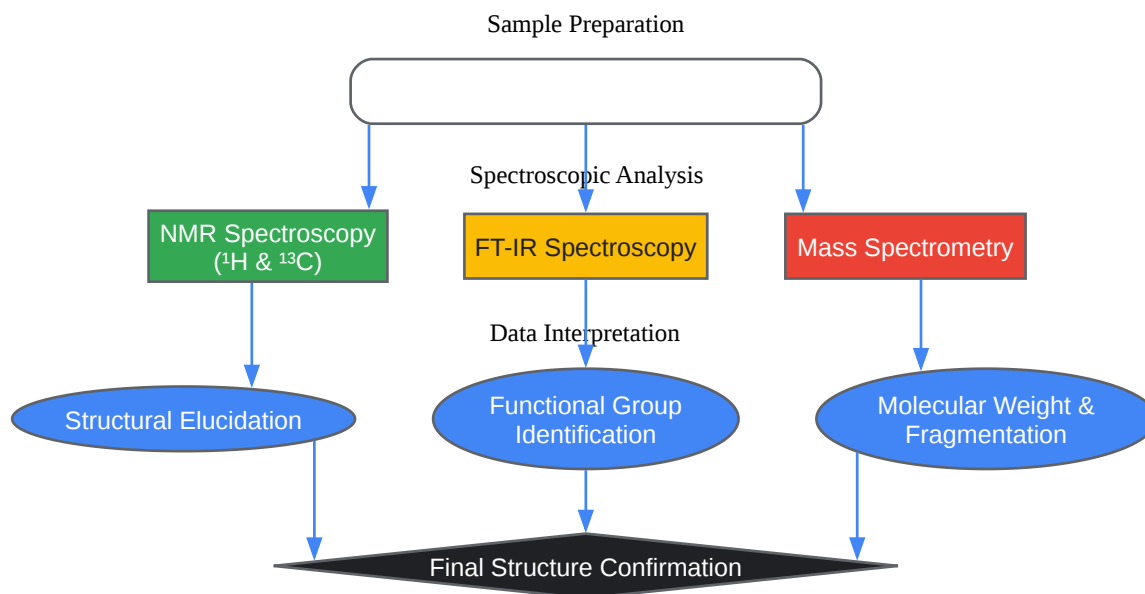 Sample Preparation
Spectroscopic Analysis
NMR Spectroscopy
(¹H & ¹³C)
FT-IR Spectroscopy
Mass Spectrometry
Data Interpretation
Structural Elucidation
Functional Group
Identification
Molecular Weight &
Fragmentation
Final Structure Confirmation